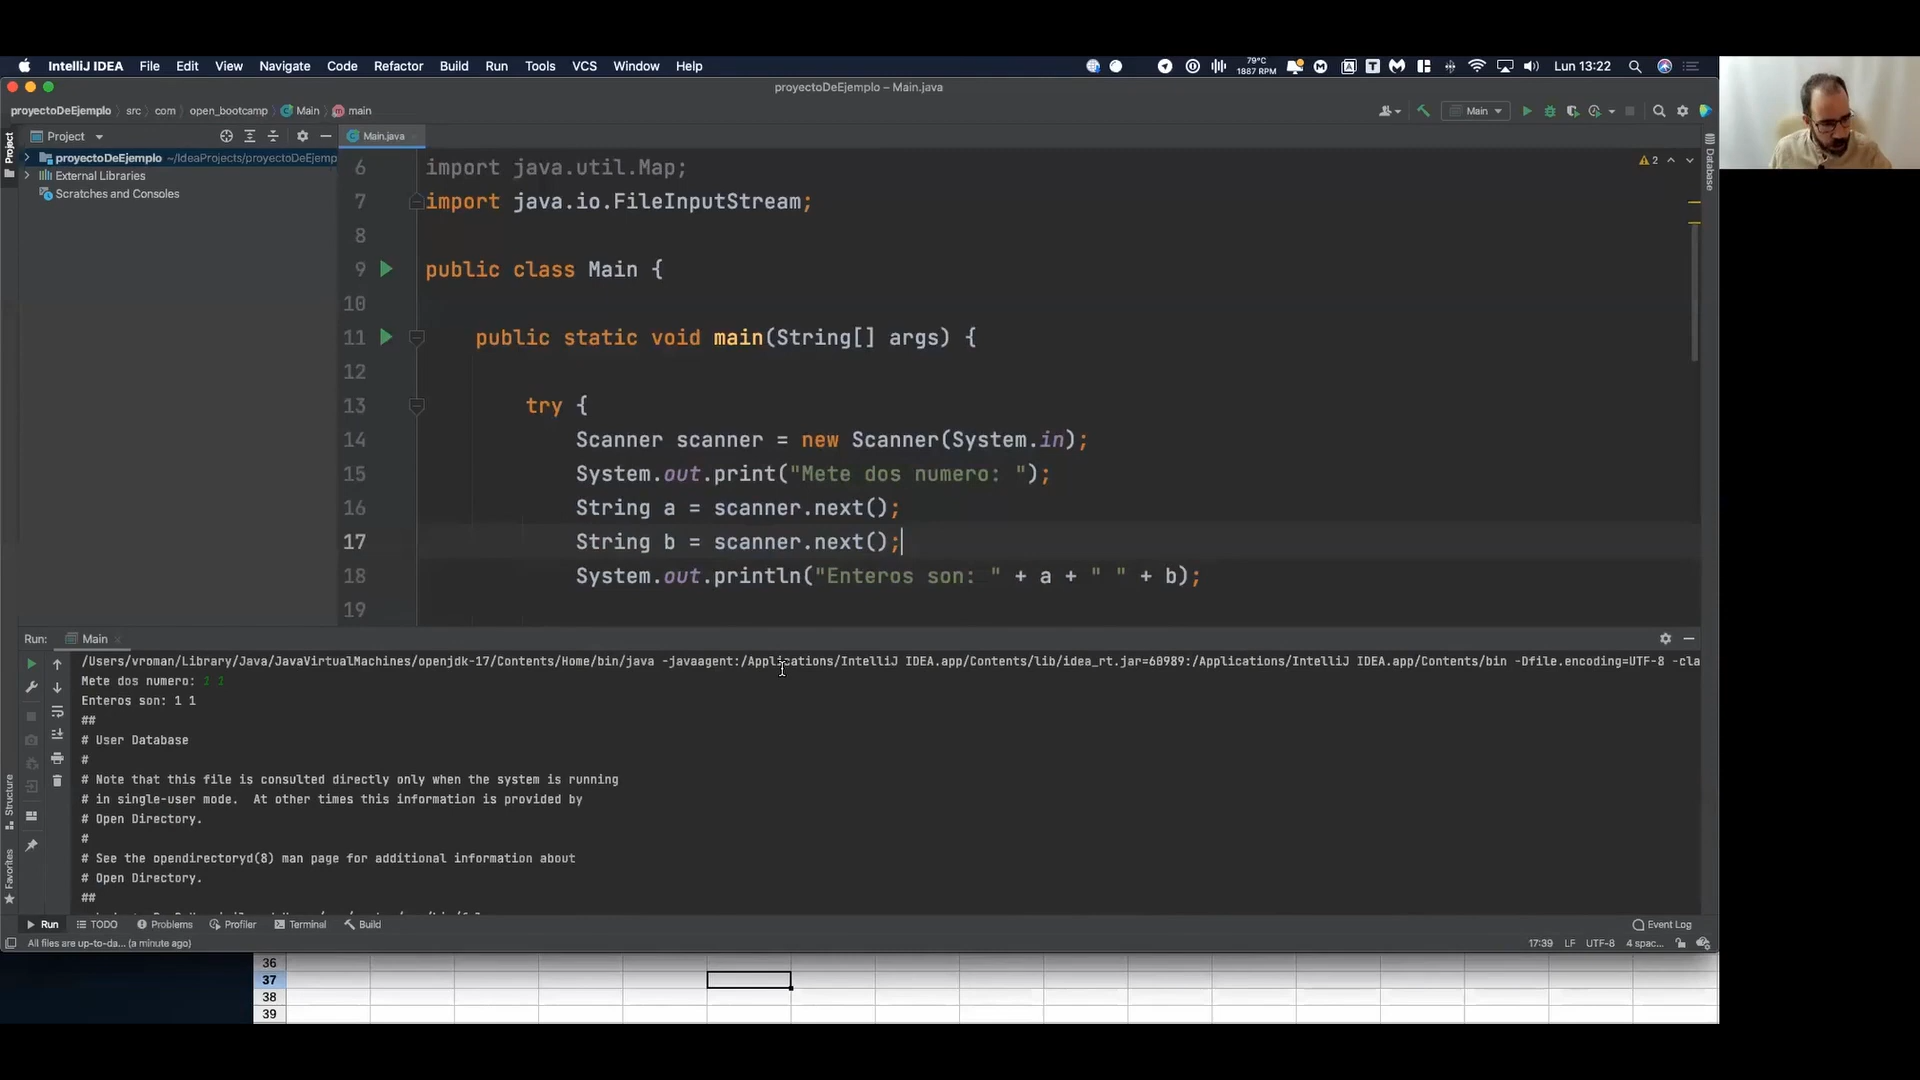 IntelliJ IDEA File Edit View Navigate Code Refactor Build Run Tools VCS Window Help
79°C
1887 RPM
Lun 13:22
proyectoDeEjemplo – Main.java
proyectoDeEjemplo src com open_bootcamp Main main
Main
Project
Main.java
proyectoDeEjemplo ~/IdeaProjects/proyectoDeEjemp
External Libraries
Scratches and Consoles
Project
Database
2
6 import java.util.Map;
7 import java.io.FileInputStream;
8
9 public class Main {
10
11 public static void main(String[] args) {
12
13 try {
14 Scanner scanner = new Scanner(System.in);
15 System.out.print("Mete dos numero: ");
16 String a = scanner.next();
17 String b = scanner.next();
18 System.out.println("Enteros son: " + a + " " + b);
19
Run: Main
/Users/vroman/Library/Java/JavaVirtualMachines/openjdk-17/Contents/Home/bin/java -javaagent:/Applications/IntelliJ IDEA.app/Contents/lib/idea_rt.jar=60989:/Applications/IntelliJ IDEA.app/Contents/bin -Dfile.encoding=UTF-8 -cla
Mete dos numero: 1 1
Enteros son: 1 1
##
# User Database
#
# Note that this file is consulted directly only when the system is running
# in single-user mode. At other times this information is provided by
# Open Directory.
#
# See the opendirectoryd(8) man page for additional information about
# Open Directory.
##
Structure
Favorites
Run TODO Problems Profiler Terminal Build
Event Log
All files are up-to-da... (a minute ago)
17:39 LF UTF-8 4 spac...
36
37
38
39